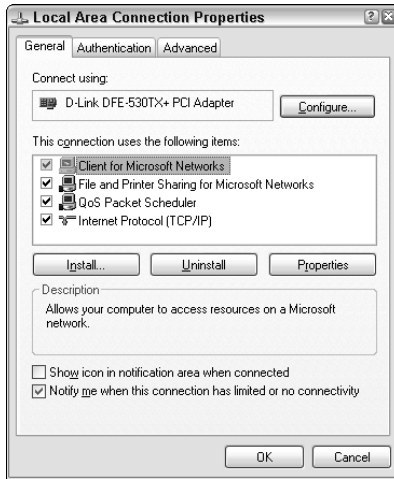 Local Area Connection Properties
General Authentication Advanced
Connect using:
D-Link DFE-530TX+ PCI Adapter
Configure...
This connection uses the following items:
Client for Microsoft Networks
File and Printer Sharing for Microsoft Networks
QoS Packet Scheduler
Internet Protocol (TCP/IP)
Install... Uninstall Properties
Description
Allows your computer to access resources on a Microsoft
network.
Show icon in notification area when connected
Notify me when this connection has limited or no connectivity
OK Cancel